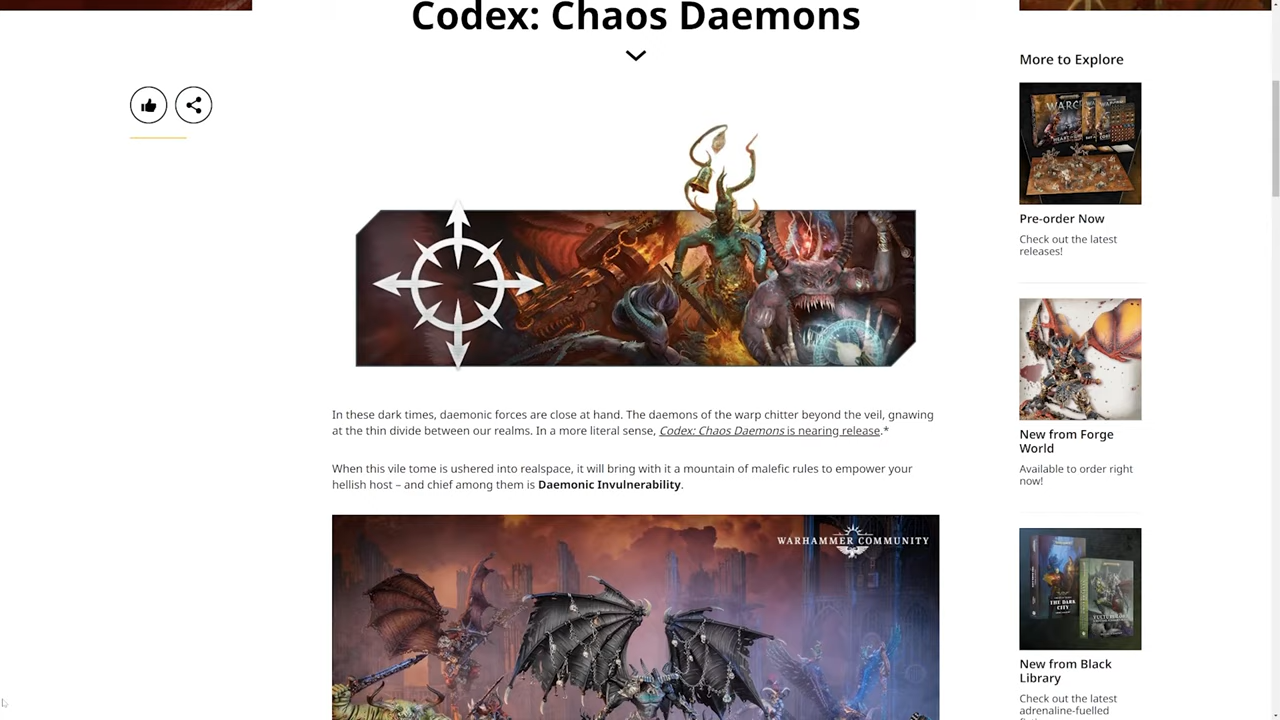 Codex: Chaos Daemons
In these dark times, daemonic forces are close at hand. The daemons of the warp chitter beyond the veil, gnawing
at the thin divide between our realms. In a more literal sense, Codex: Chaos Daemons is nearing release.*
When this vile tome is ushered into realspace, it will bring with it a mountain of malefic rules to empower your
hellish host – and chief among them is Daemonic Invulnerability.
WARHAMMER COMMUNITY
More to Explore
Pre-order Now
Check out the latest
releases!
New from Forge
World
Available to order right
now!
THE DARK
CITY
New from Black
Library
Check out the latest
adrenaline-fuelled